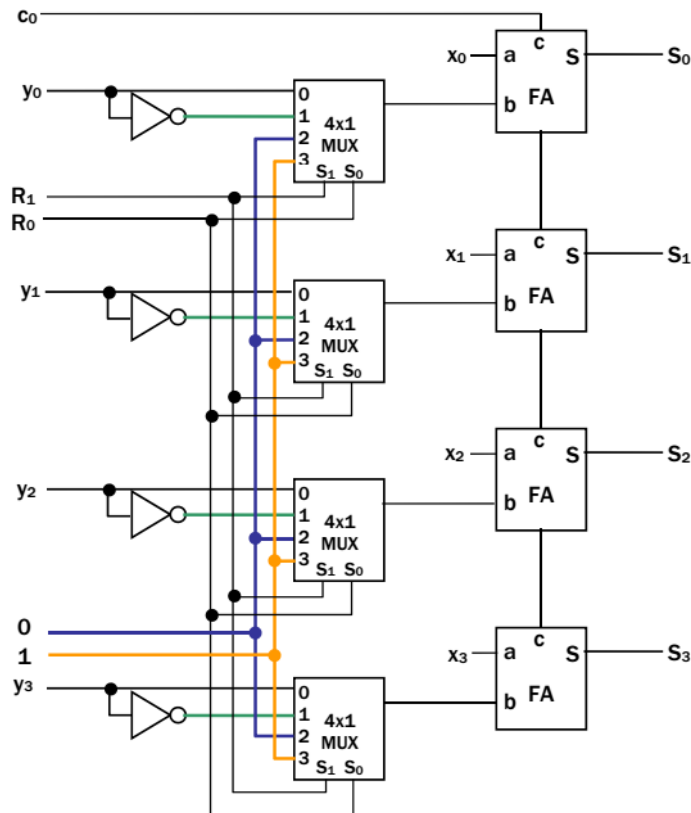 C₀
c
x₀ a S S₀
FA
b
y₀
0
1
2
3
4x1
MUX
S₁ S₀
R₁
R₀
c
x₁ a S S₁
FA
b
y₁
0
1
2
3
4x1
MUX
S₁ S₀
c
x₂ a S S₂
FA
b
y₂
0
1
2
3
4x1
MUX
S₁ S₀
0
1
c
x₃ a S S₃
FA
b
y₃
0
1
2
3
4x1
MUX
S₁ S₀